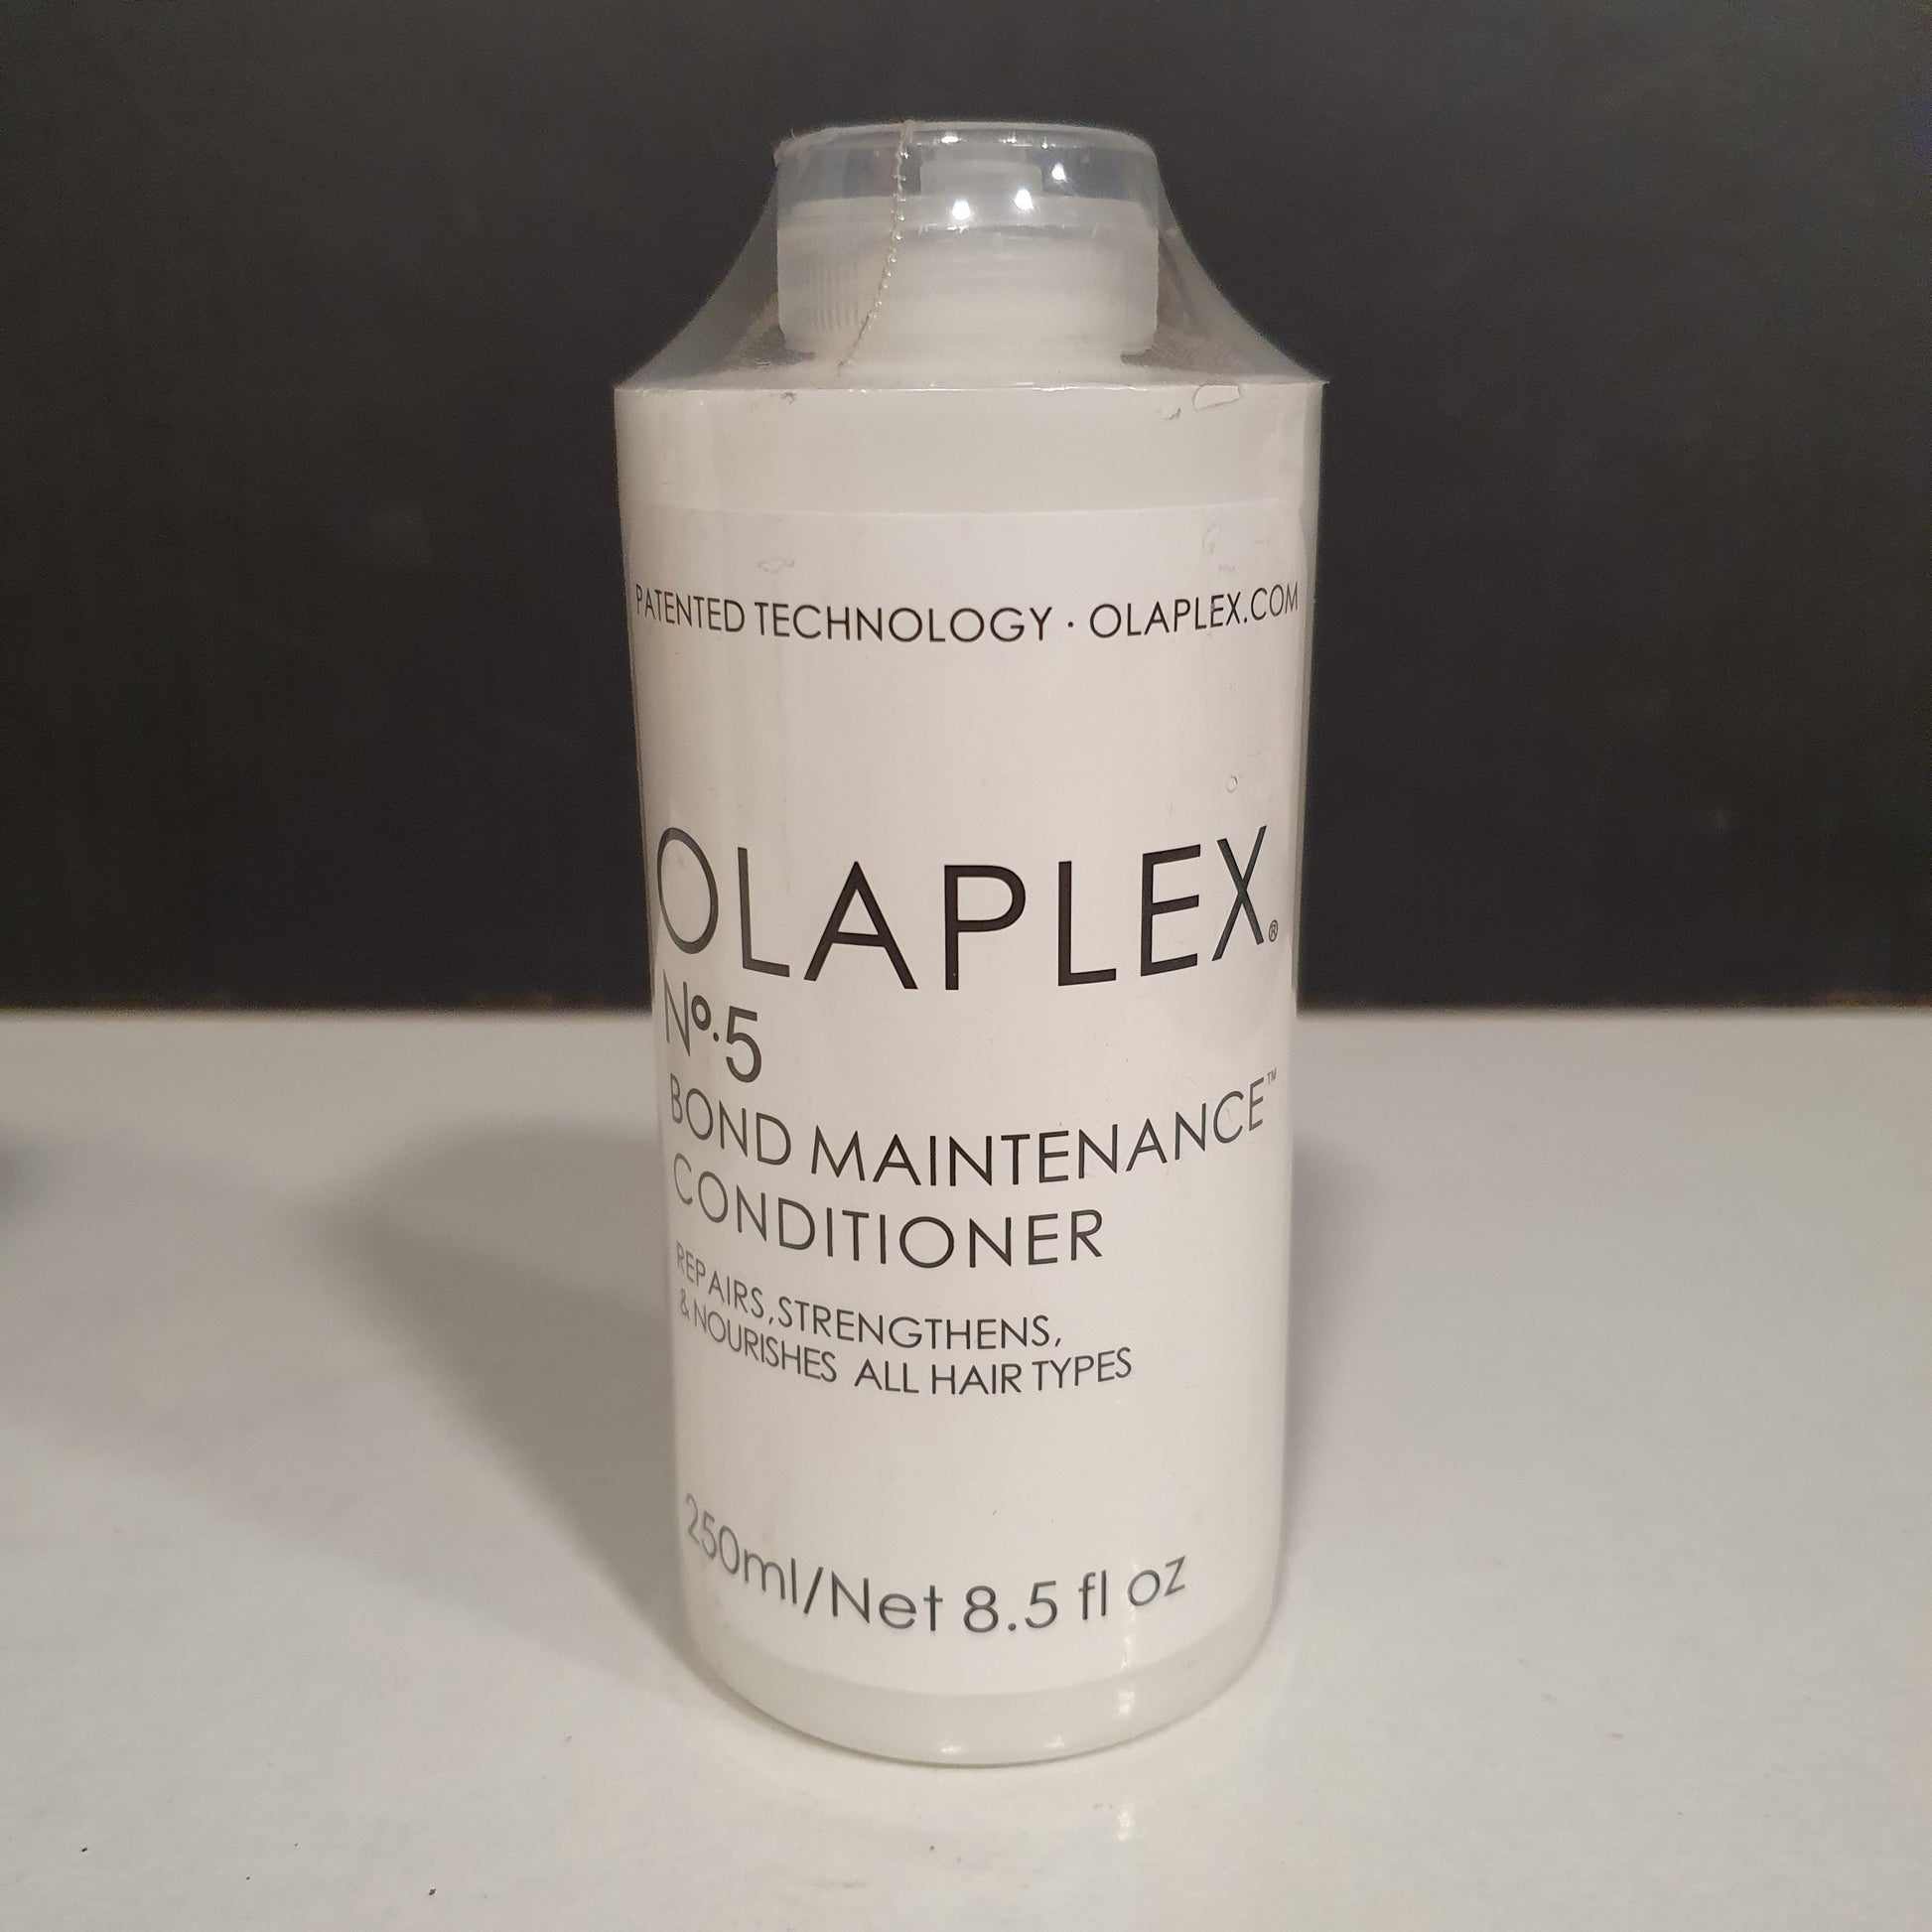 PATENTED TECHNOLOGY · OLAPLEX.COM
OLAPLEX®
Nº.5
BOND MAINTENANCE™
CONDITIONER
REPAIRS, STRENGTHENS,
& NOURISHES ALL HAIR TYPES
250ml/Net 8.5 fl oz